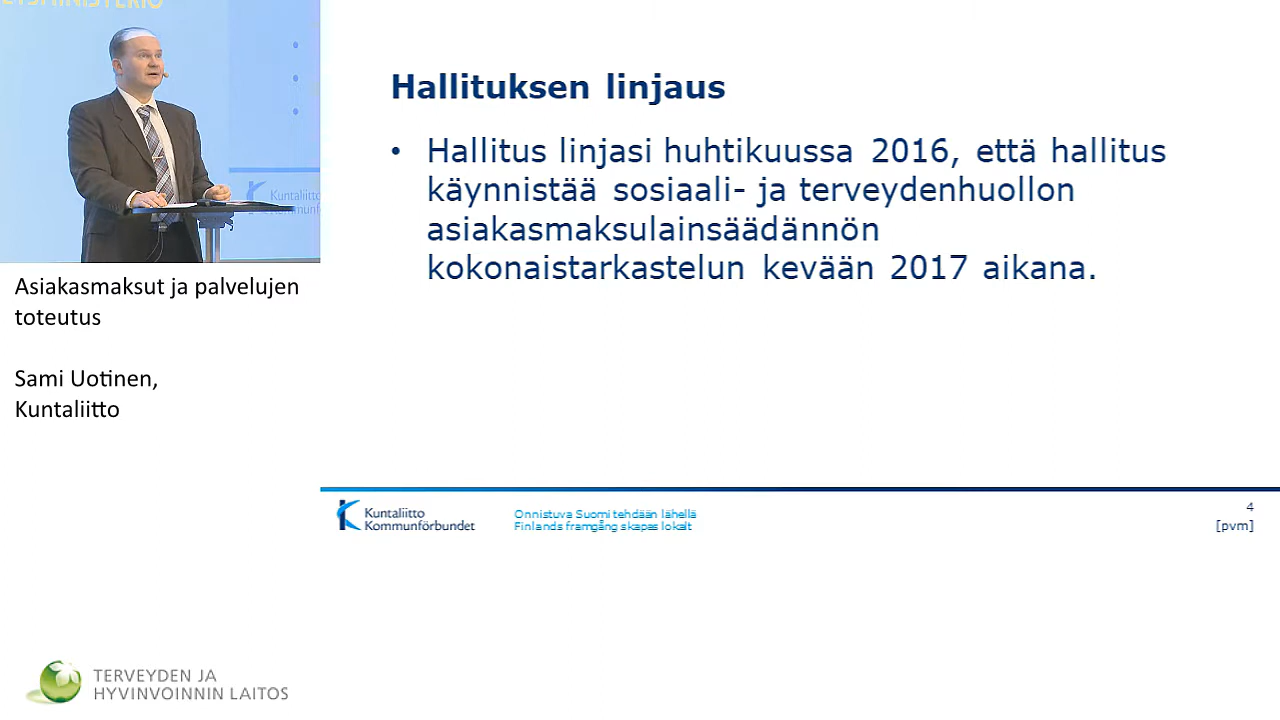 Hallituksen linjaus
• Hallitus linjasi huhtikuussa 2016, että hallitus
käynnistää sosiaali- ja terveydenhuollon
asiakasmaksulainsäädännön
kokonaistarkastelun kevään 2017 aikana.
Asiakasmaksut ja palvelujen
toteutus
Sami Uotinen,
Kuntaliitto
Kuntaliitto
Kommunförbundet
Onnistuva Suomi tehdään lähellä
Finlands framgång skapas lokalt
4
[pvm]
TERVEYDEN JA
HYVINVOINNIN LAITOS